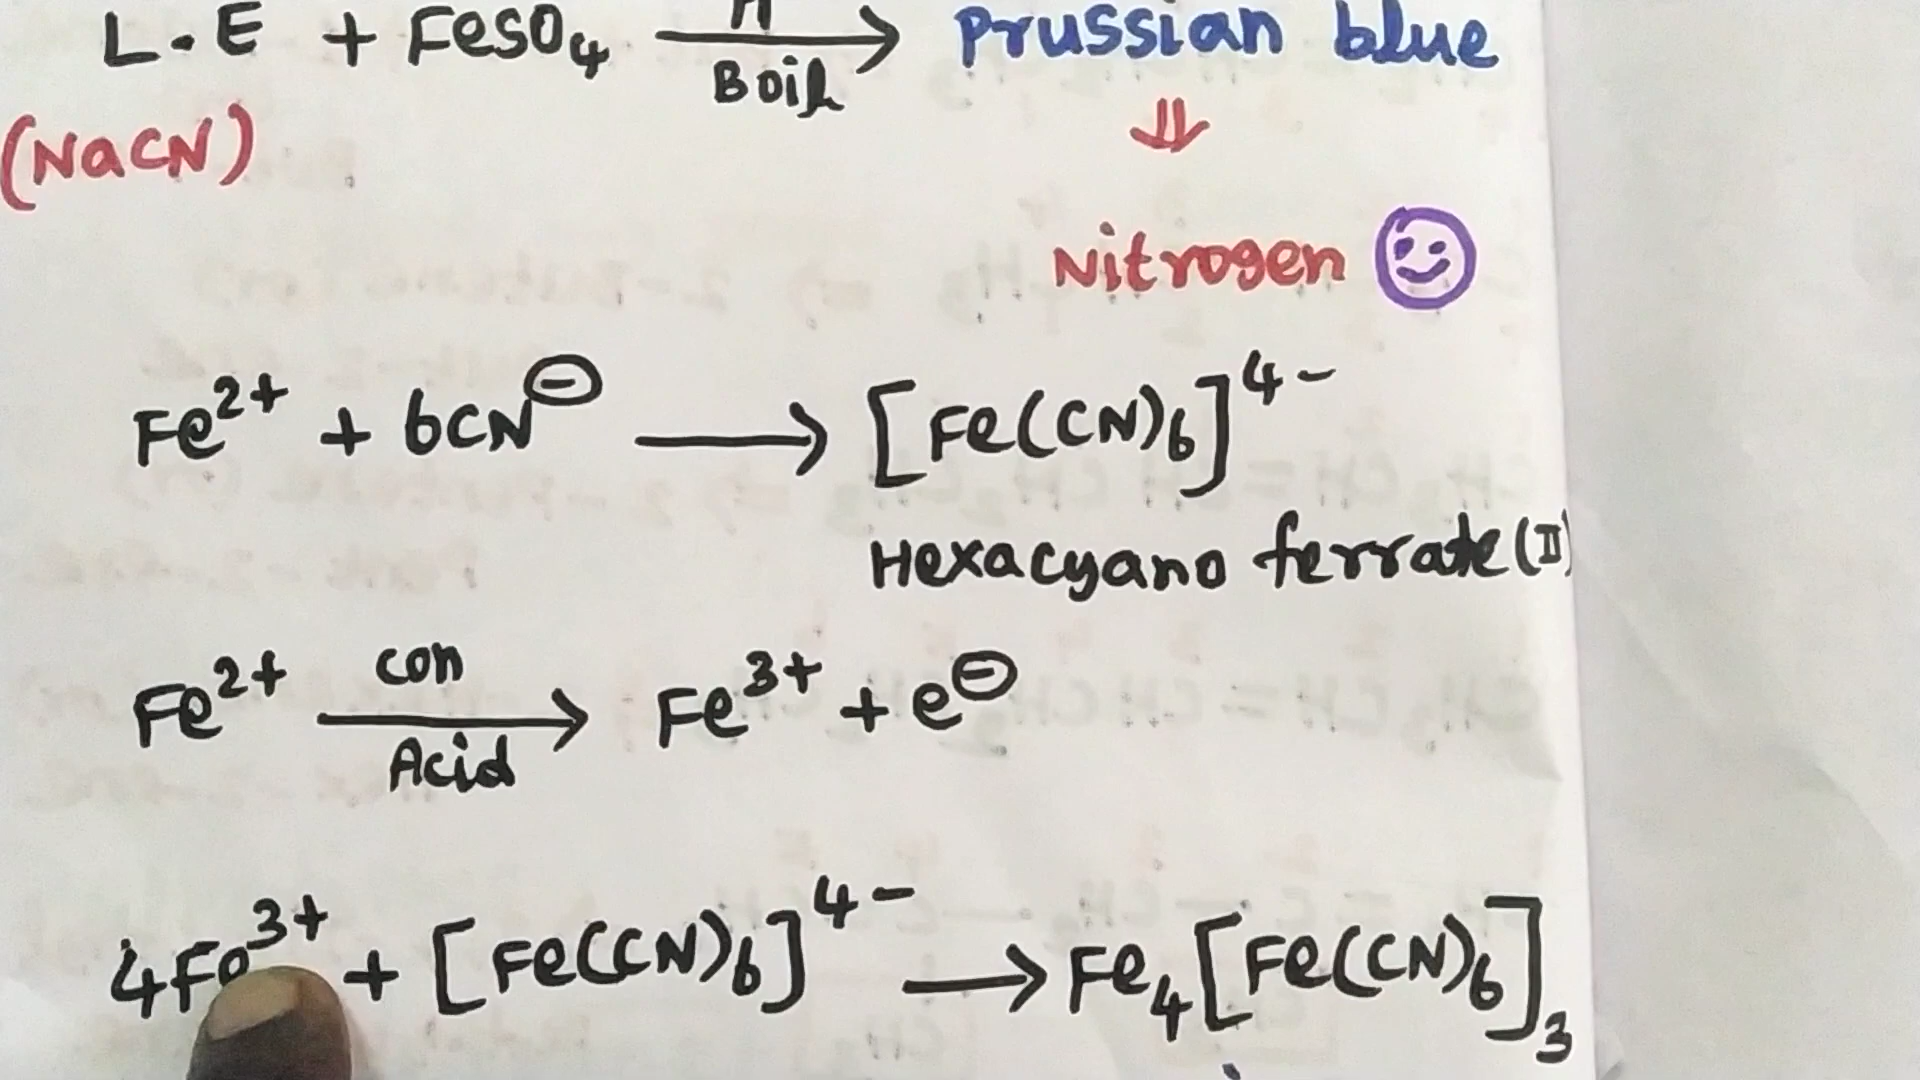 L.E + FeSO₄ ⟶ Prussian blue
Boil
(NaCN)
⇓
Nitrogen
Fe²⁺ + 6CN⊖ ⟶ [Fe(CN)₆]⁴⁻
Hexacyano ferrate (II)
con
Fe²⁺ ⟶ Fe³⁺ + e⊖
Acid
4Fe³⁺ + [Fe(CN)₆]⁴⁻ ⟶ Fe₄[Fe(CN)₆]₃